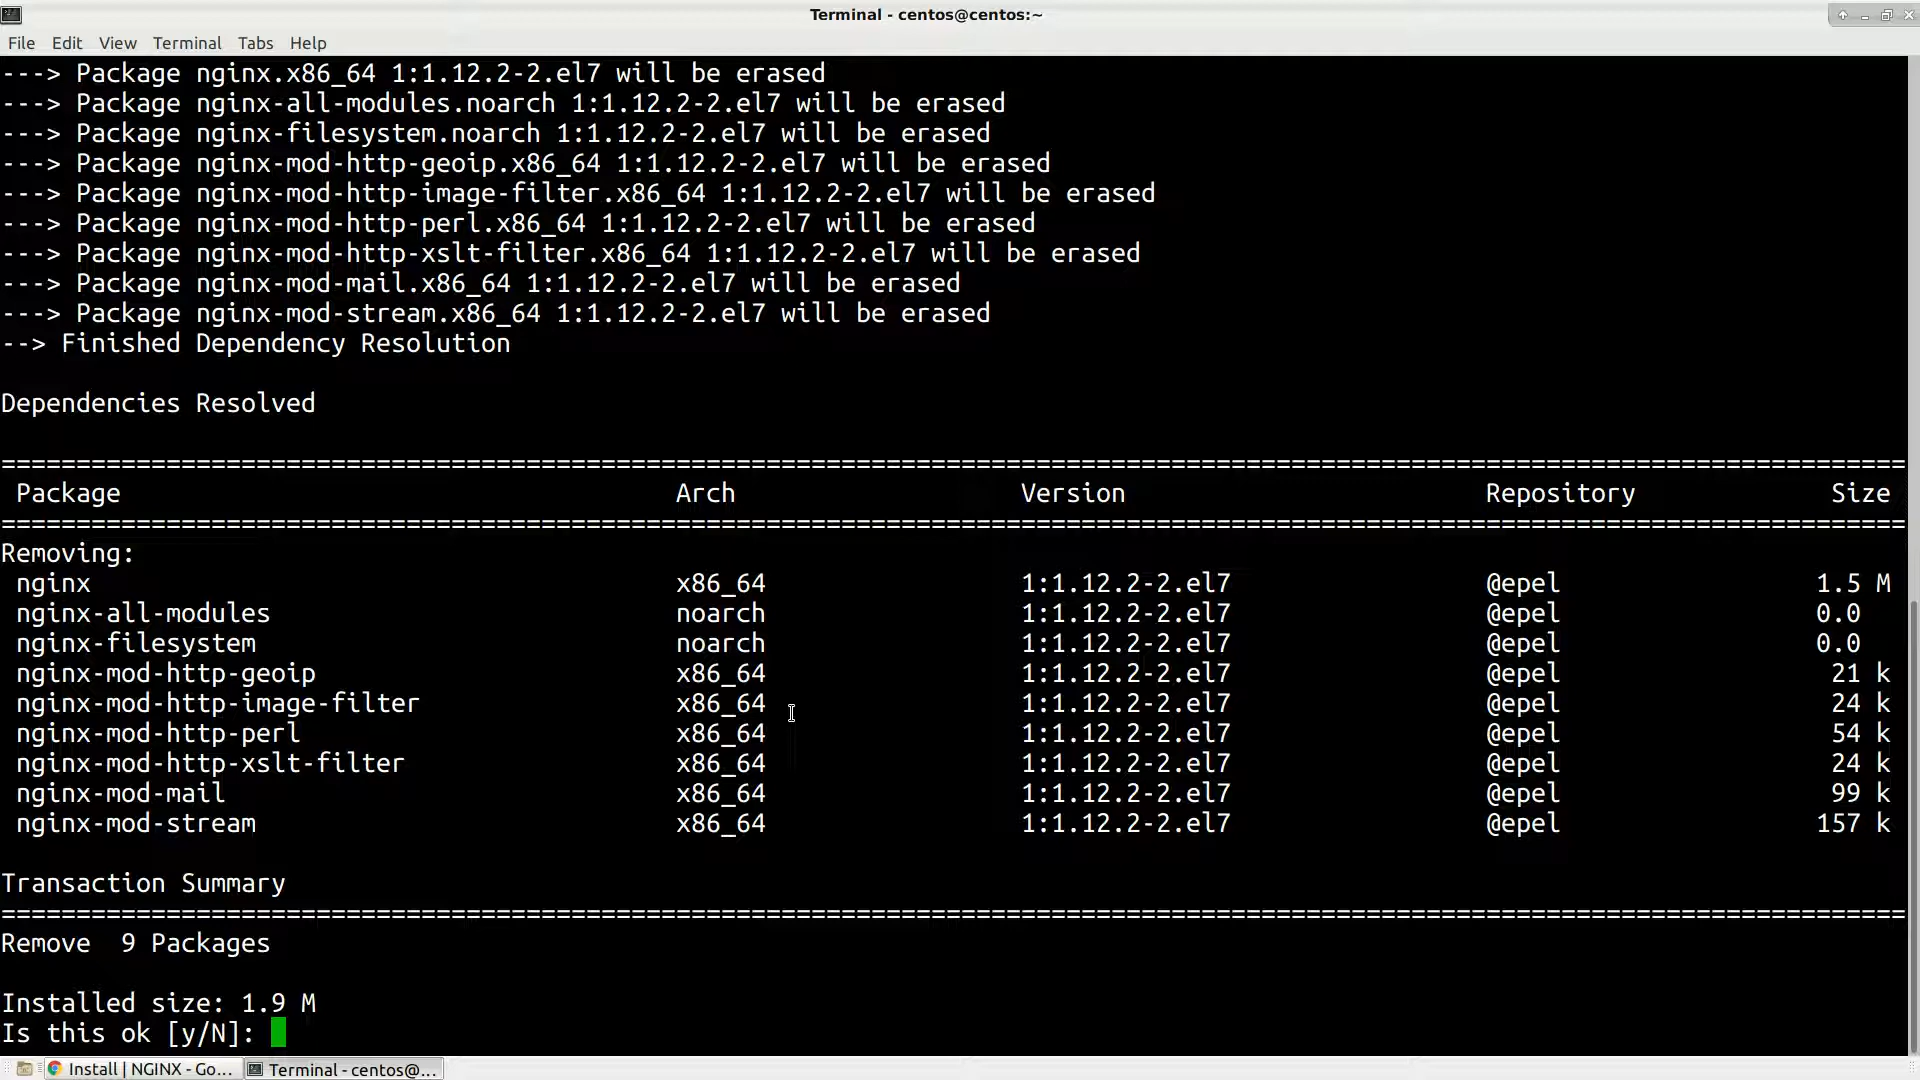 Terminal - centos@centos:~
File Edit View Terminal Tabs Help
---> Package nginx.x86_64 1:1.12.2-2.el7 will be erased
---> Package nginx-all-modules.noarch 1:1.12.2-2.el7 will be erased
---> Package nginx-filesystem.noarch 1:1.12.2-2.el7 will be erased
---> Package nginx-mod-http-geoip.x86_64 1:1.12.2-2.el7 will be erased
---> Package nginx-mod-http-image-filter.x86_64 1:1.12.2-2.el7 will be erased
---> Package nginx-mod-http-perl.x86_64 1:1.12.2-2.el7 will be erased
---> Package nginx-mod-http-xslt-filter.x86_64 1:1.12.2-2.el7 will be erased
---> Package nginx-mod-mail.x86_64 1:1.12.2-2.el7 will be erased
---> Package nginx-mod-stream.x86_64 1:1.12.2-2.el7 will be erased
--> Finished Dependency Resolution
Dependencies Resolved
================================================================================================================================
Package Arch Version Repository Size
================================================================================================================================
Removing:
nginx x86_64 1:1.12.2-2.el7 @epel 1.5 M
nginx-all-modules noarch 1:1.12.2-2.el7 @epel 0.0
nginx-filesystem noarch 1:1.12.2-2.el7 @epel 0.0
nginx-mod-http-geoip x86_64 1:1.12.2-2.el7 @epel 21 k
nginx-mod-http-image-filter x86_64 1:1.12.2-2.el7 @epel 24 k
nginx-mod-http-perl x86_64 1:1.12.2-2.el7 @epel 54 k
nginx-mod-http-xslt-filter x86_64 1:1.12.2-2.el7 @epel 24 k
nginx-mod-mail x86_64 1:1.12.2-2.el7 @epel 99 k
nginx-mod-stream x86_64 1:1.12.2-2.el7 @epel 157 k
Transaction Summary
================================================================================================================================
Remove  9 Packages
Installed size: 1.9 M
Is this ok [y/N]:
Install | NGINX - Go... Terminal - centos@...